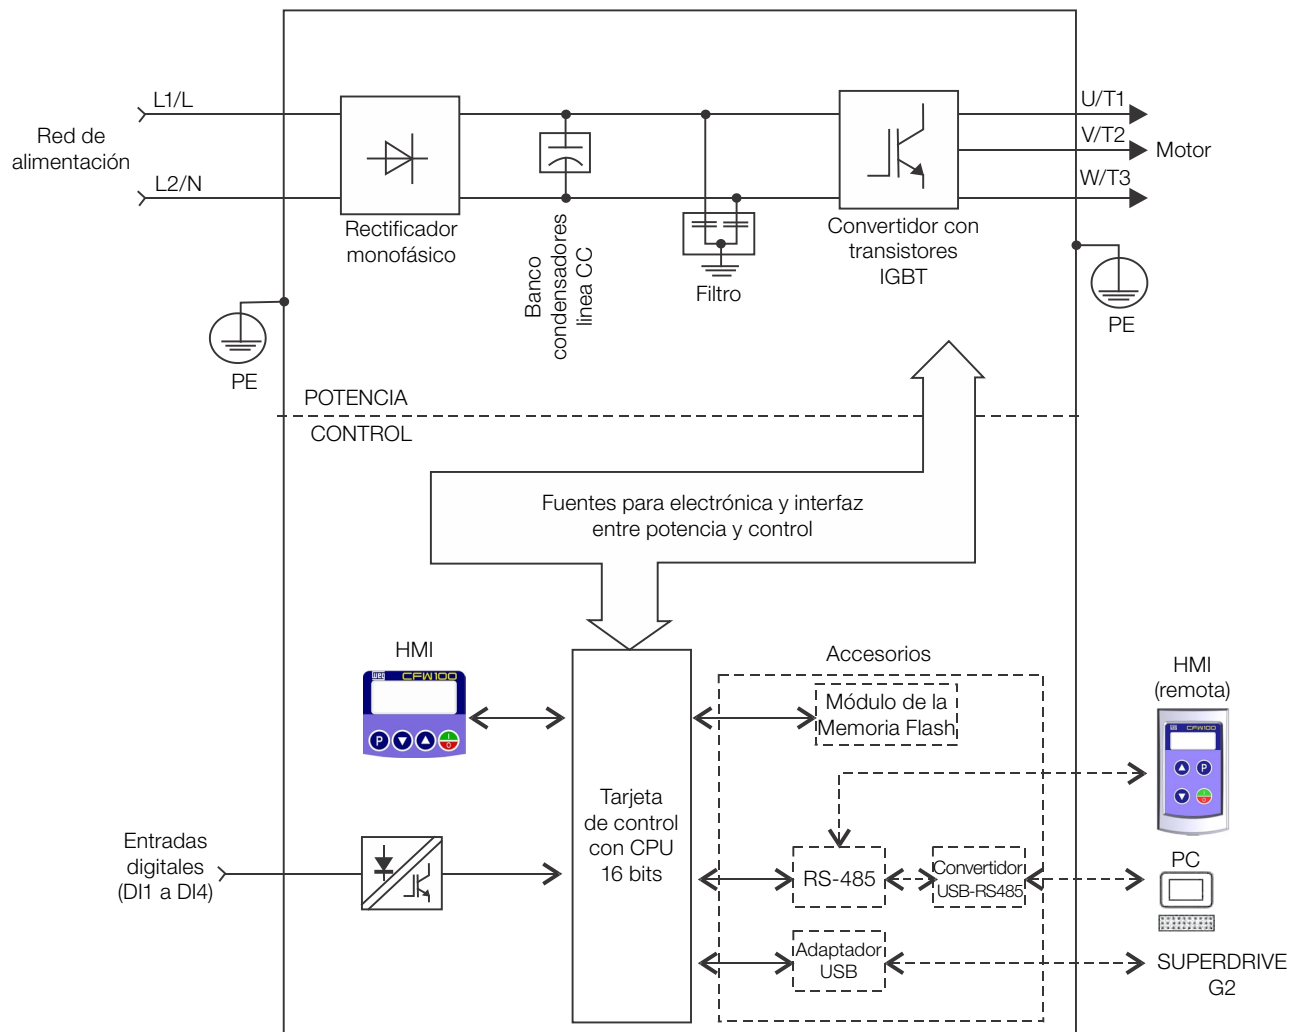 L1/L
Red de
alimentación
L2/N
Rectificador
monofásico
Banco
condensadores
linea CC
Filtro
Convertidor con
transistores
IGBT
U/T1
V/T2
Motor
W/T3
PE
PE
POTENCIA
CONTROL
Fuentes para electrónica y interfaz
entre potencia y control
HMI
WEG CFW100
P
I
0
Entradas
digitales
(DI1 a DI4)
Tarjeta
de control
con CPU
16 bits
Accesorios
Módulo de la
Memoria Flash
RS-485
Convertidor
USB-RS485
Adaptador
USB
HMI
(remota)
CFW100
P
PC
SUPERDRIVE
G2